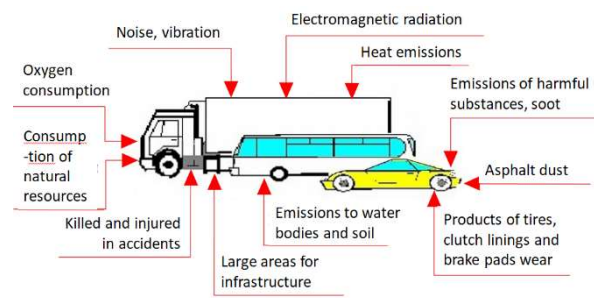 Electromagnetic radiation
Noise, vibration
Heat emissions
Oxygen
consumption
Emissions of harmful
substances, soot
Consump
-tion of
natural
resources
Asphalt dust
Killed and injured
in accidents
Emissions to water
bodies and soil
Products of tires,
clutch linings and
brake pads wear
Large areas for
infrastructure